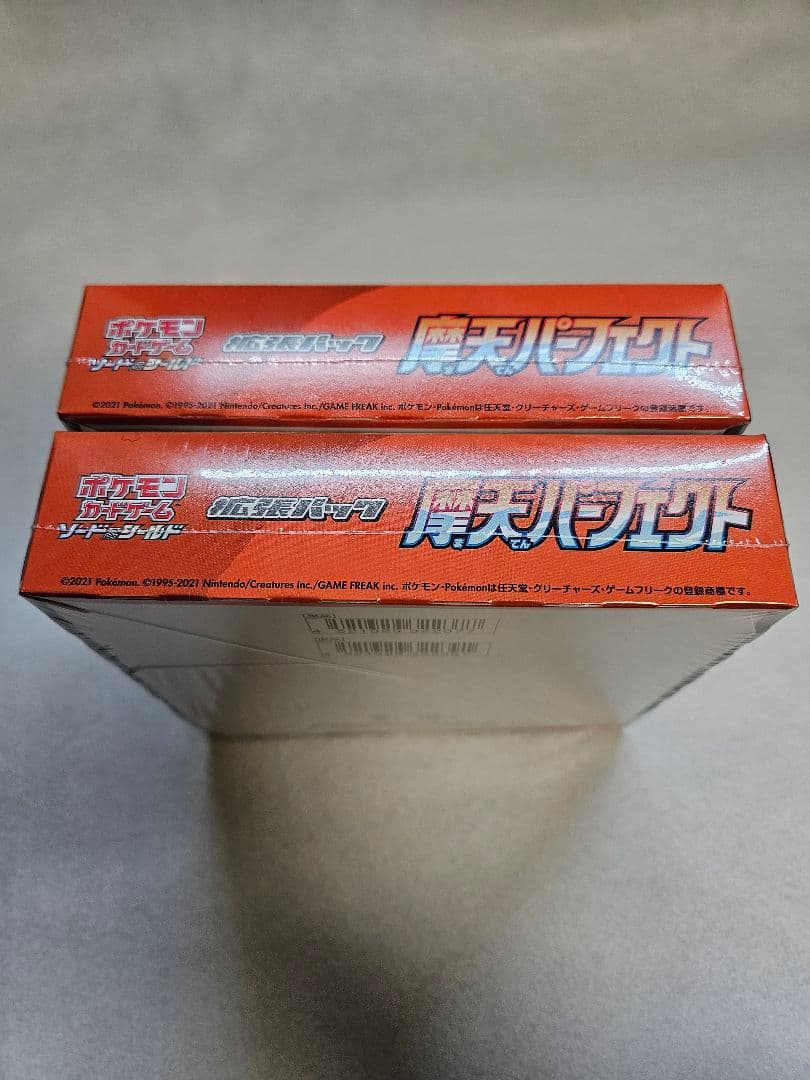 ポケモン
カードゲーム
ソード&シールド
拡張パック
摩天パーフェクト
©2021 Pokémon. ©1995-2021 Nintendo/Creatures Inc./GAME FREAK inc. ポケモン・Pokémonは任天堂・クリーチャーズ・ゲームフリークの登録商標です。
ポケモン
カードゲーム
ソード&シールド
拡張パック
摩天パーフェクト
ま てん
©2021 Pokémon. ©1995-2021 Nintendo/Creatures Inc./GAME FREAK inc. ポケモン・Pokémonは任天堂・クリーチャーズ・ゲームフリークの登録商標です。